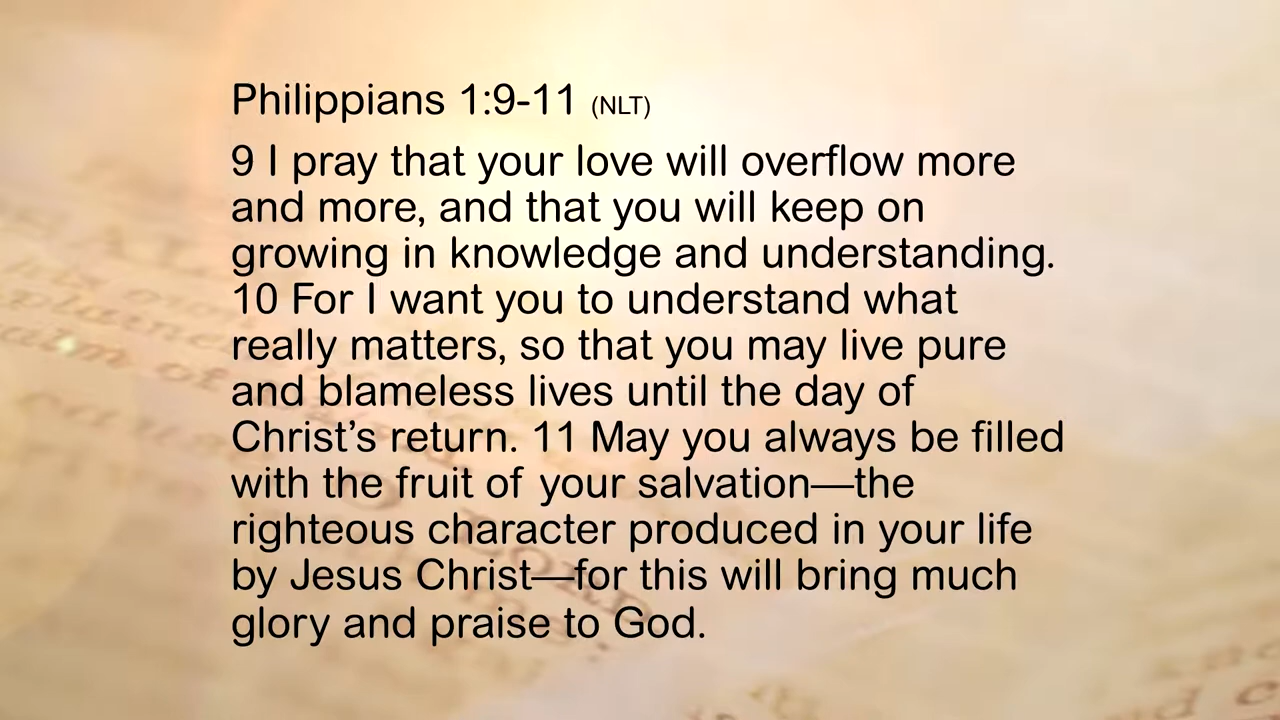 Philippians 1:9-11 (NLT)
9 I pray that your love will overflow more
and more, and that you will keep on
growing in knowledge and understanding.
10 For I want you to understand what
really matters, so that you may live pure
and blameless lives until the day of
Christ’s return. 11 May you always be filled
with the fruit of your salvation—the
righteous character produced in your life
by Jesus Christ—for this will bring much
glory and praise to God.